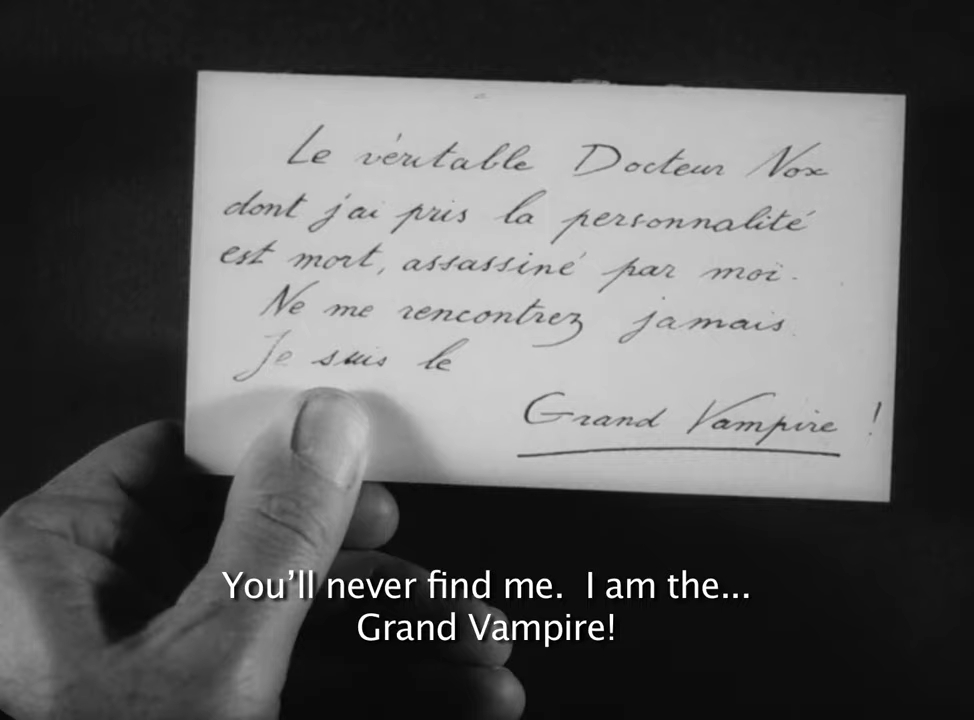 Le véritable Docteur Nox
dont j'ai pris la personnalité
est mort, assassiné par moi.
Ne me rencontrez jamais.
Je suis le
Grand Vampire !
You'll never find me. I am the...
Grand Vampire!